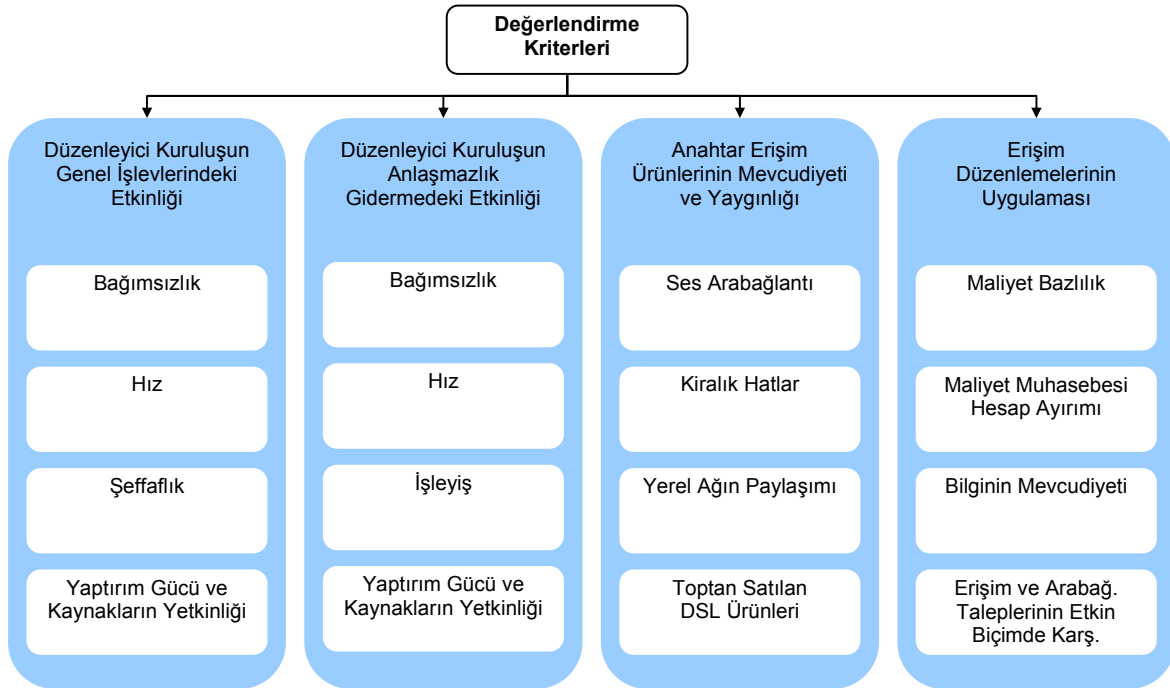 Değerlendirme
Kriterleri
Düzenleyici Kuruluşun
Genel İşlevlerindeki
Etkinliği
Bağımsızlık
Hız
Şeffaflık
Yaptırım Gücü ve
Kaynakların Yetkinliği
Düzenleyici Kuruluşun
Anlaşmazlık
Gidermedeki Etkinliği
Bağımsızlık
Hız
İşleyiş
Yaptırım Gücü ve
Kaynakların Yetkinliği
Anahtar Erişim
Ürünlerinin Mevcudiyeti
ve Yaygınlığı
Ses Arabağlantı
Kiralık Hatlar
Yerel Ağın Paylaşımı
Toptan Satılan
DSL Ürünleri
Erişim
Düzenlemelerinin
Uygulaması
Maliyet Bazlılık
Maliyet Muhasebesi
Hesap Ayırımı
Bilginin Mevcudiyeti
Erişim ve Arabağ.
Taleplerinin Etkin
Biçimde Karş.